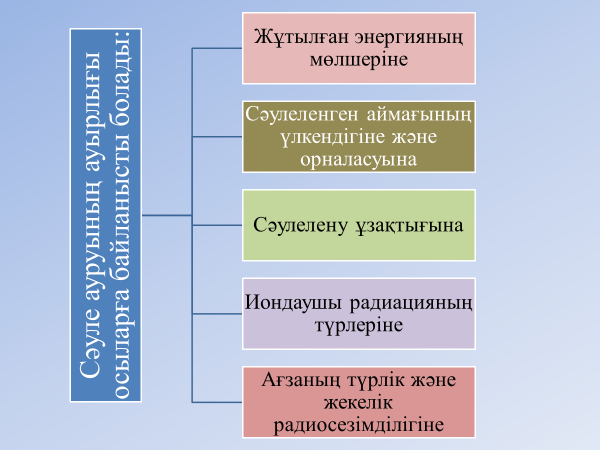 Сәуле ауруының ауырлығы
осыларға байланысты болады:
Жұтылған энергияның
мөлшеріне
Сәулеленген аймағының
үлкендігіне және
орналасуына
Сәулелену ұзақтығына
Иондаушы радиацияның
түрлеріне
Ағзаның түрлік және
жекелік
радиосезімділігіне